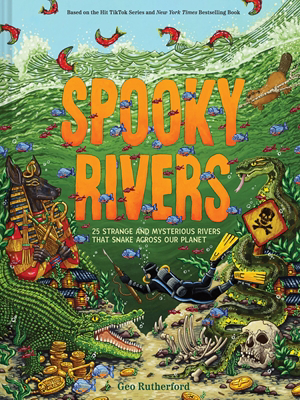 Based on the Hit TikTok Series and New York Times Bestselling Book
SPOOKY
RIVERS
25 STRANGE AND MYSTERIOUS RIVERS
THAT SNAKE ACROSS OUR PLANET
Geo Rutherford